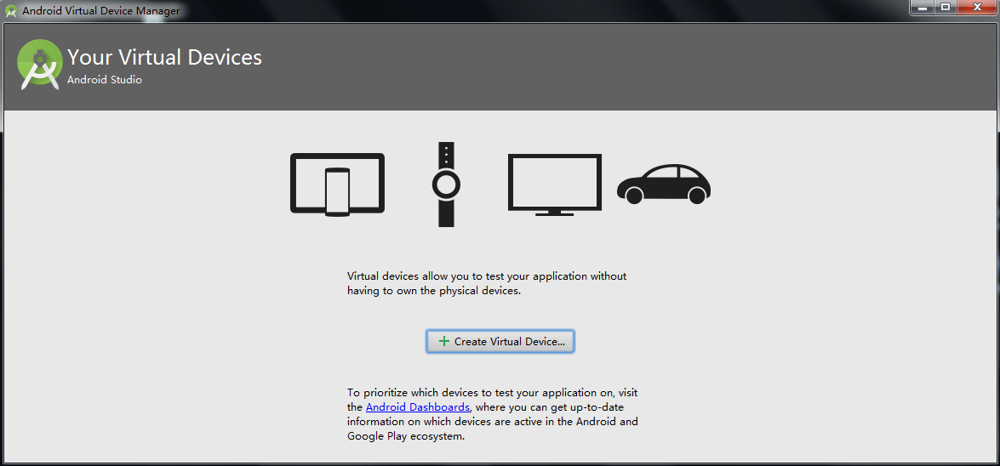 Android Virtual Device Manager
Your Virtual Devices
Android Studio
Virtual devices allow you to test your application without
having to own the physical devices.
Create Virtual Device...
To prioritize which devices to test your application on, visit
the Android Dashboards, where you can get up-to-date
information on which devices are active in the Android and
Google Play ecosystem.